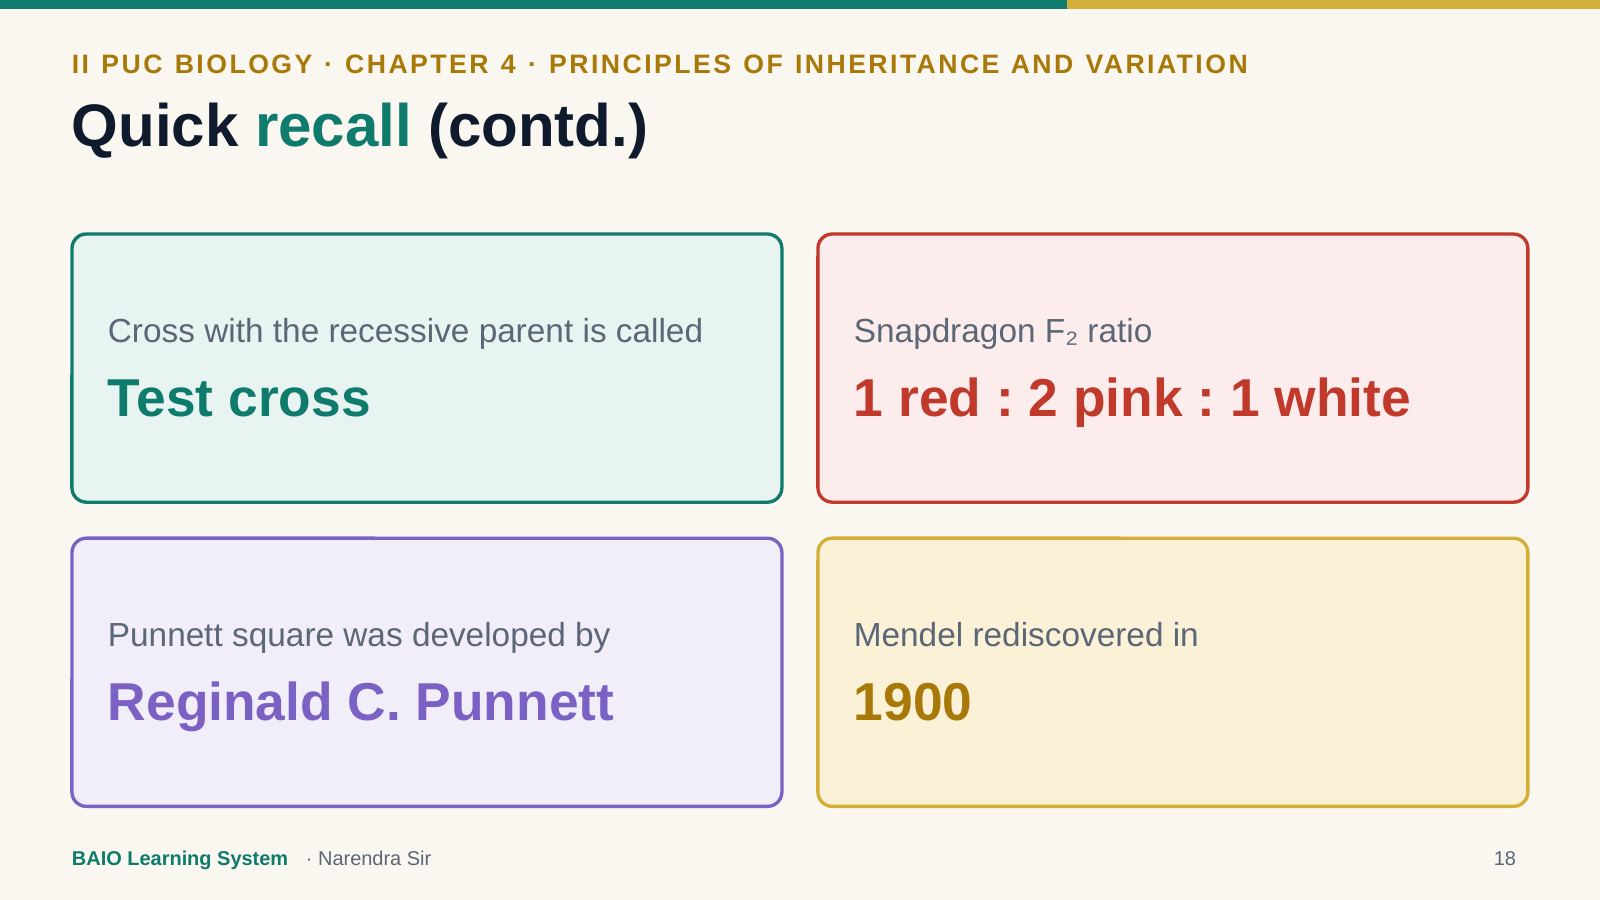 II PUC BIOLOGY · CHAPTER 4 · PRINCIPLES OF INHERITANCE AND VARIATION
Quick recall (contd.)
Cross with the recessive parent is called
Test cross
Snapdragon F₂ ratio
1 red : 2 pink : 1 white
Punnett square was developed by
Reginald C. Punnett
Mendel rediscovered in
1900
BAIO Learning System · Narendra Sir
18